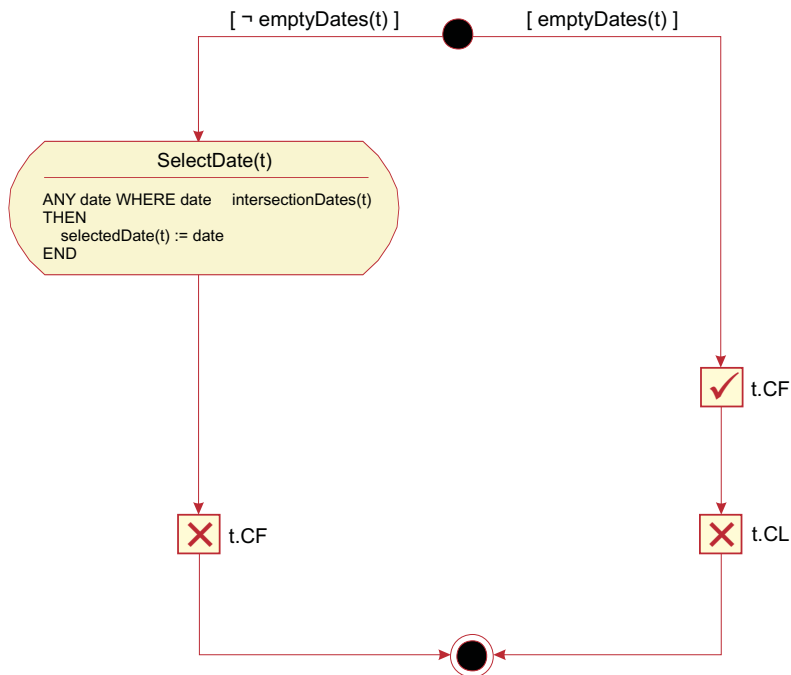 [ ¬ emptyDates(t) ]
[ emptyDates(t) ]
SelectDate(t)
ANY date WHERE date intersectionDates(t)
THEN
selectedDate(t) := date
END
t.CF
t.CF
t.CL